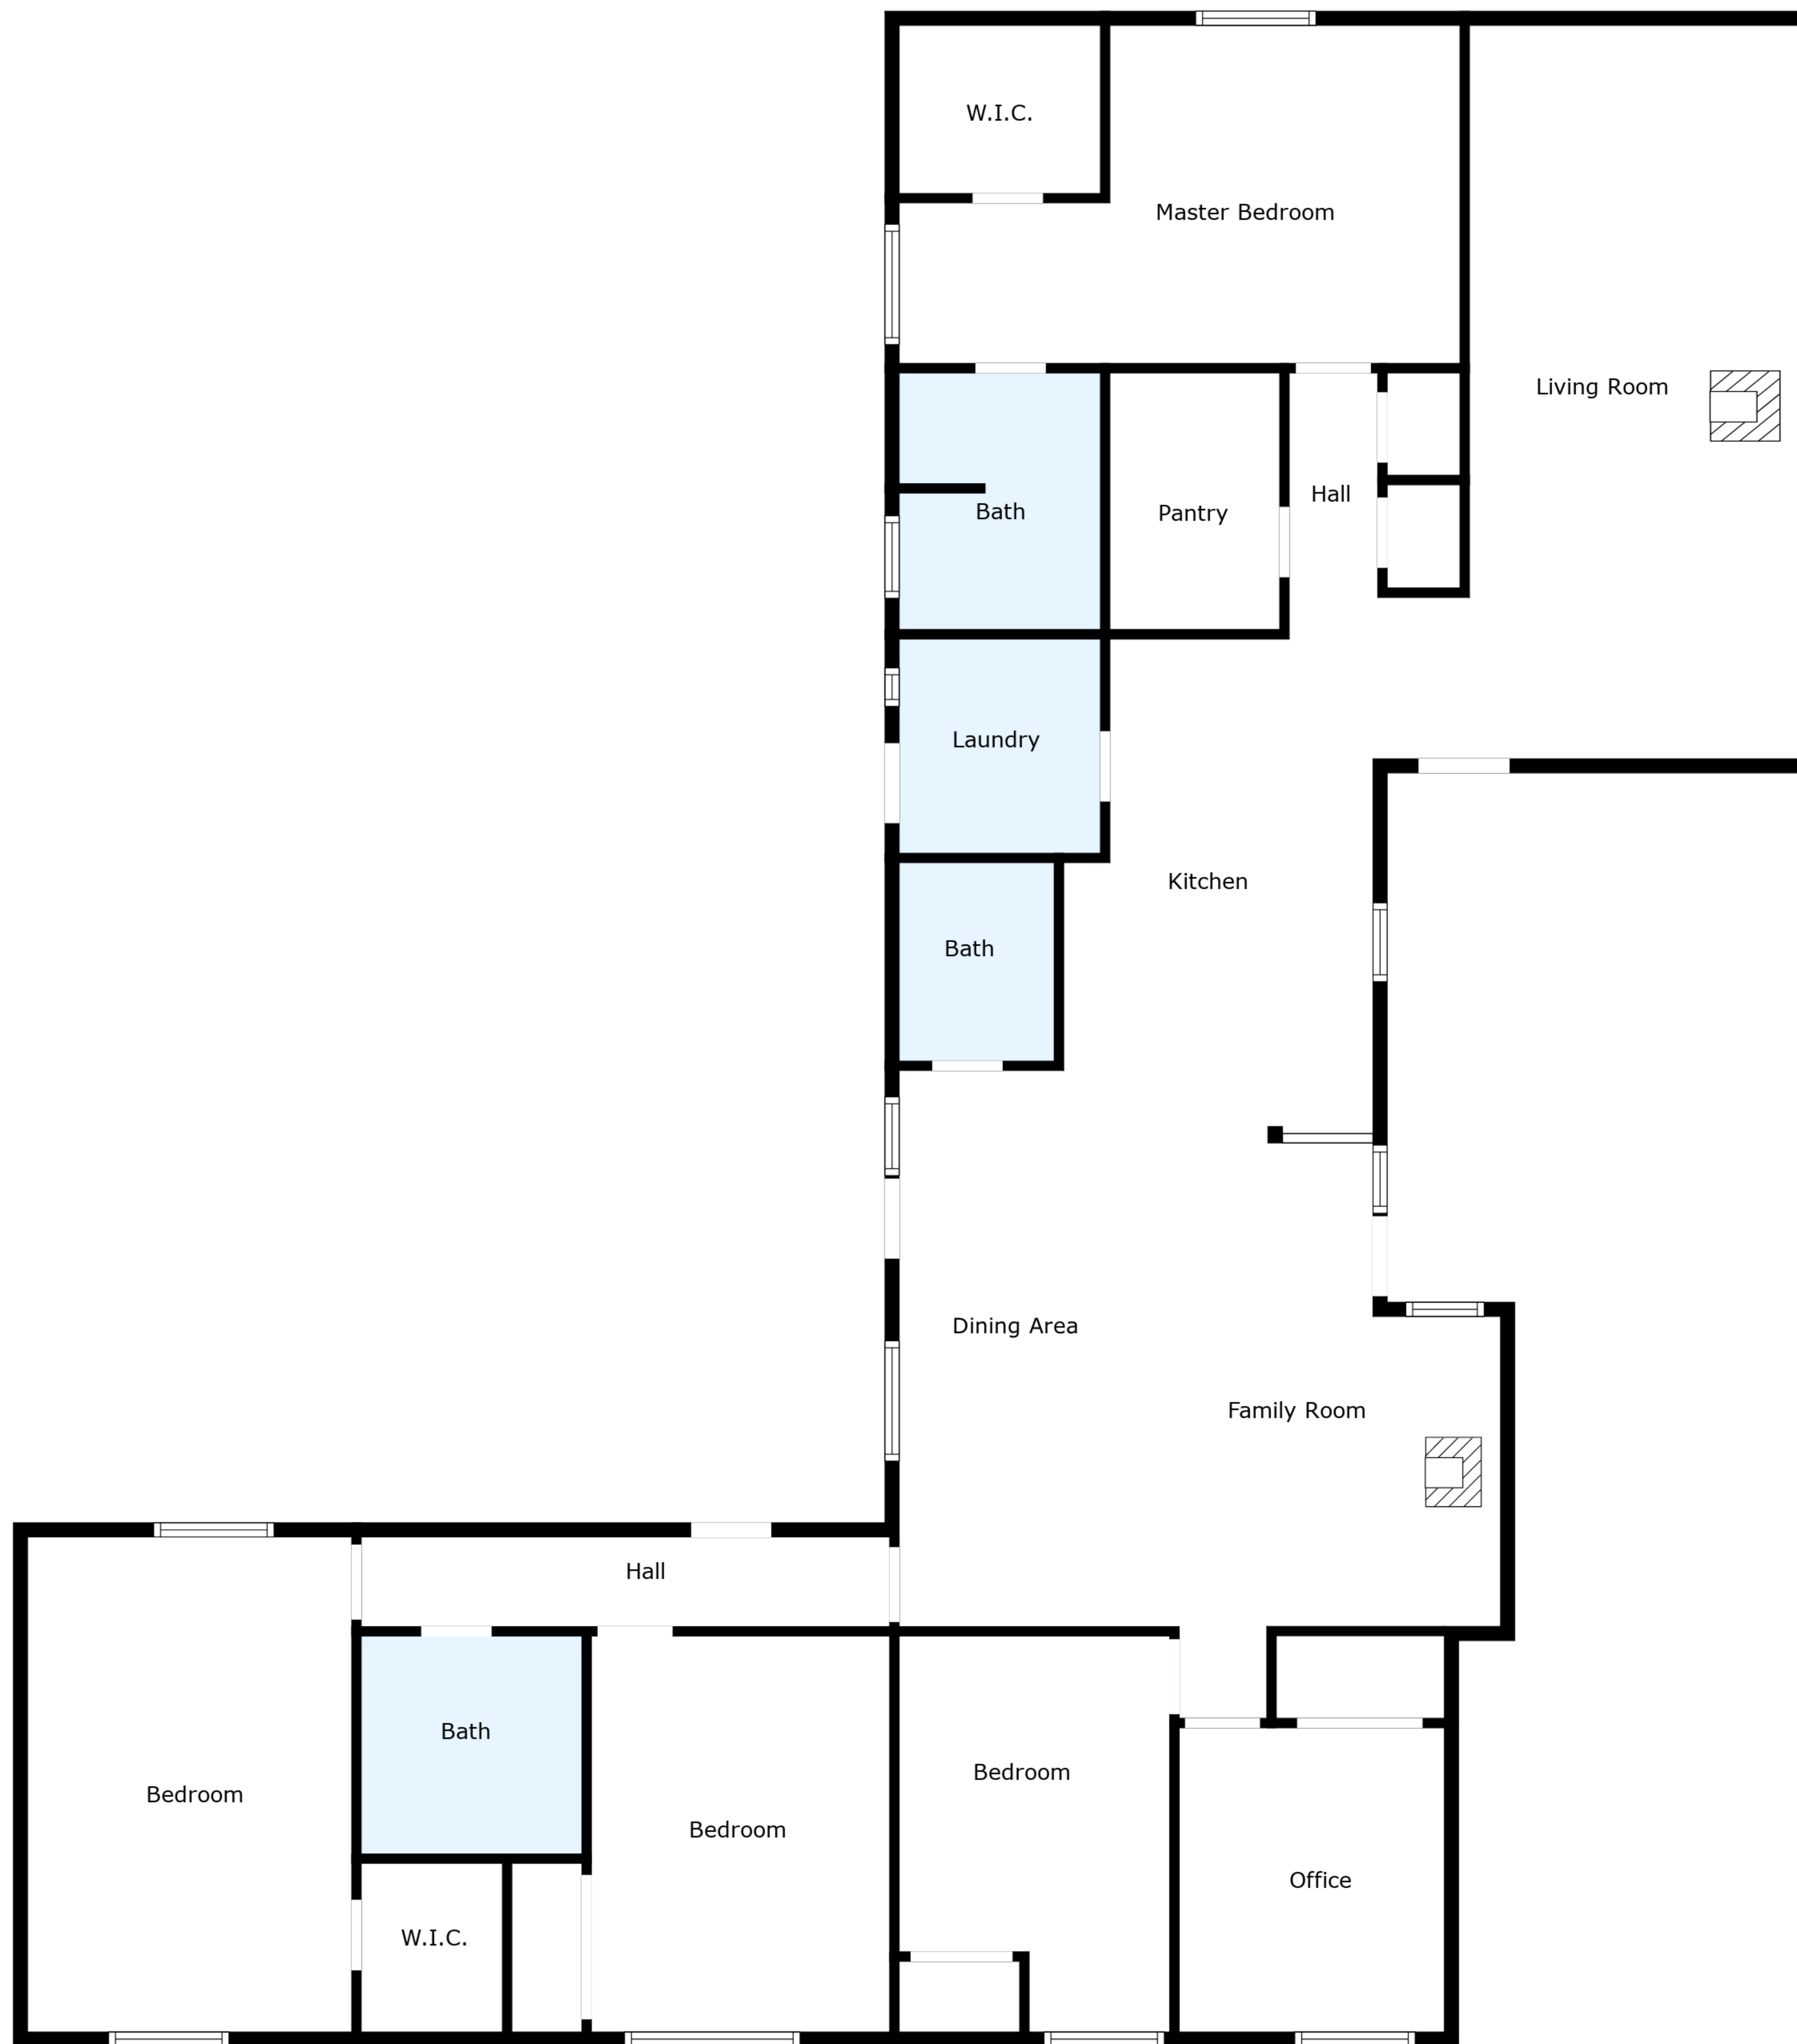 W.I.C.
Master Bedroom
Living Room
Hall
Bath
Pantry
Laundry
Kitchen
Bath
Dining Area
Family Room
Hall
Bath
Bedroom
Bedroom
Bedroom
Office
W.I.C.